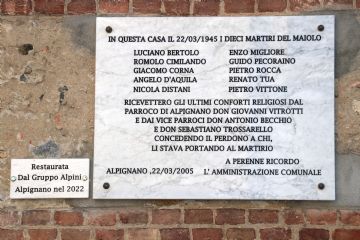 IN QUESTA CASA IL 22/03/1945 I DIECI MARTIRI DEL MAIOLO
LUCIANO BERTOLO ENZO MIGLIORE
ROMOLO CIMILANDO GUIDO PECORAINO
GIACOMO CORNA PIETRO ROCCA
ANGELO D'AQUILA RENATO TUA
NICOLA DISTANI PIETRO VITTONE
RICEVETTERO GLI ULTIMI CONFORTI RELIGIOSI DAL
PARROCO DI ALPIGNANO DON GIOVANNI VITROTTI
E DAI VICE PARROCI DON ANTONIO BECCHIO
E DON SEBASTIANO TROSSARELLO
CONCEDENDO IL PERDONO A CHI,
LI STAVA PORTANDO AL MARTIRIO
A PERENNE RICORDO
ALPIGNANO ,22/03/2005 L' AMMINISTRAZIONE COMUNALE
Restaurata
Dal Gruppo Alpini
Alpignano nel 2022